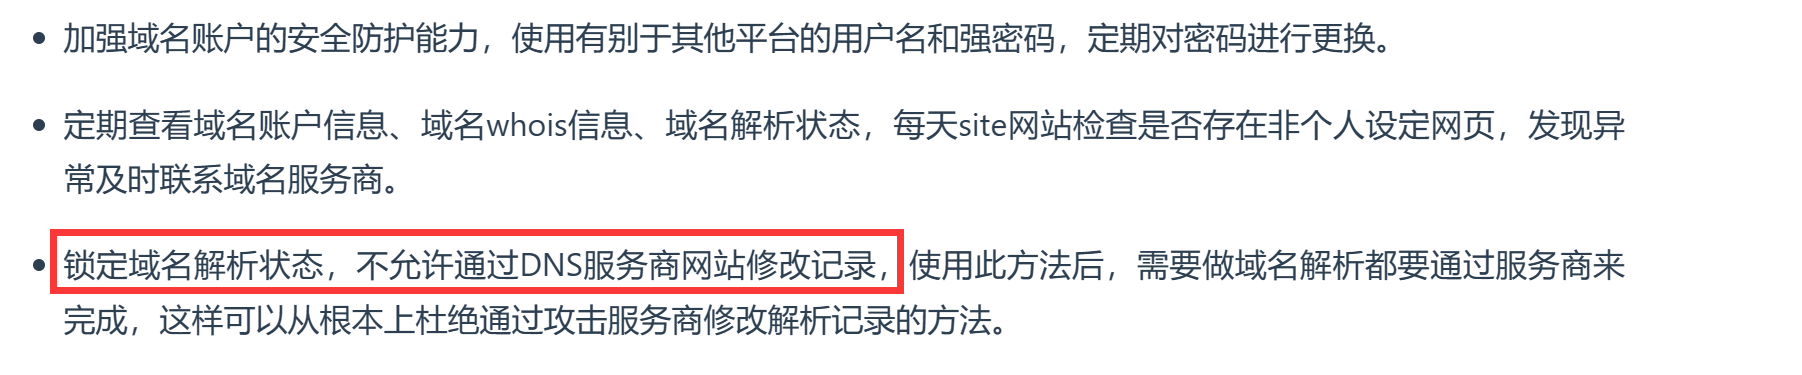 加强域名账户的安全防护能力，使用有别于其他平台的用户名和强密码，定期对密码进行更换。
定期查看域名账户信息、域名whois信息、域名解析状态，每天site网站检查是否存在非个人设定网页，发现异
常及时联系域名服务商。
锁定域名解析状态，不允许通过DNS服务商网站修改记录，使用此方法后，需要做域名解析都要通过服务商来
完成，这样可以从根本上杜绝通过攻击服务商修改解析记录的方法。